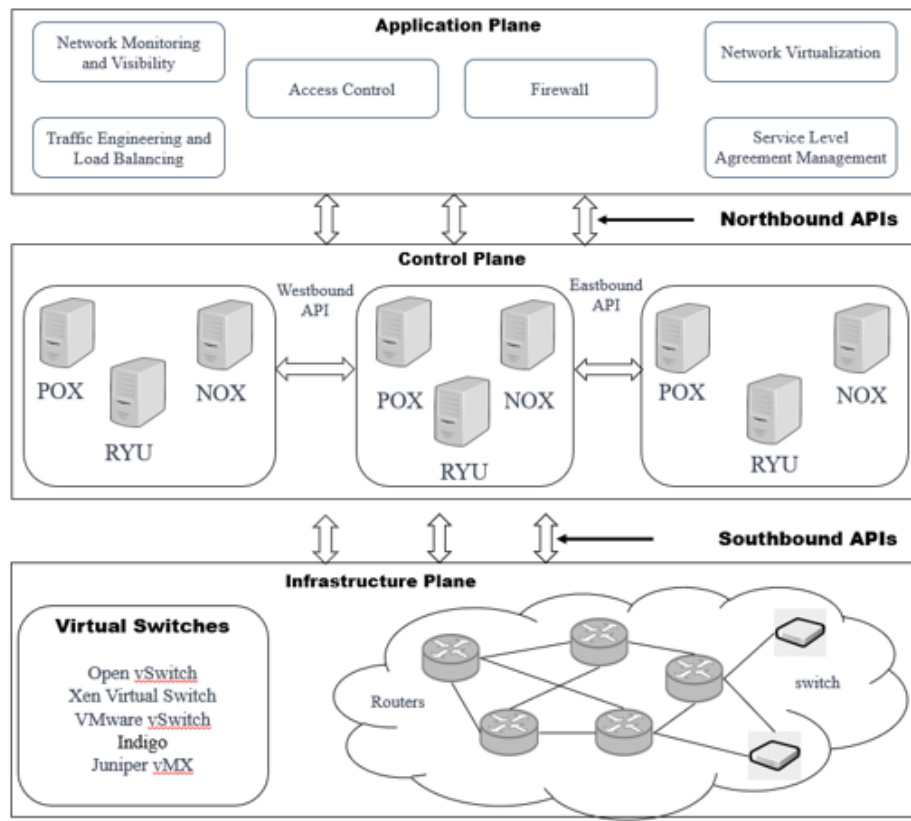 Application Plane
Network Monitoring
and Visibility
Access Control
Firewall
Network Virtualization
Traffic Engineering and
Load Balancing
Service Level
Agreement Management
Northbound APIs
Control Plane
Westbound
API
Eastbound
API
POX
NOX
RYU
POX
NOX
RYU
POX
NOX
RYU
Southbound APIs
Infrastructure Plane
Virtual Switches
Open vSwitch
Xen Virtual Switch
VMware vSwitch
Indigo
Juniper vMX
Routers
switch